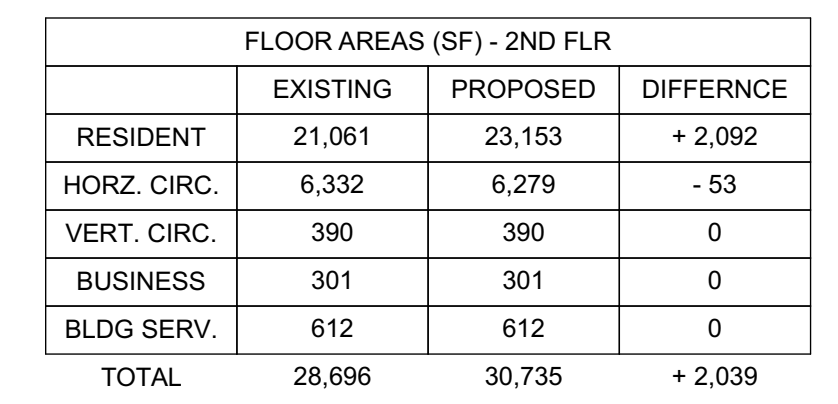 FLOOR AREAS (SF) - 2ND FLR
EXISTING PROPOSED DIFFERNCE
RESIDENT 21,061 23,153 + 2,092
HORZ. CIRC. 6,332 6,279 - 53
VERT. CIRC. 390 390 0
BUSINESS 301 301 0
BLDG SERV. 612 612 0
TOTAL 28,696 30,735 + 2,039